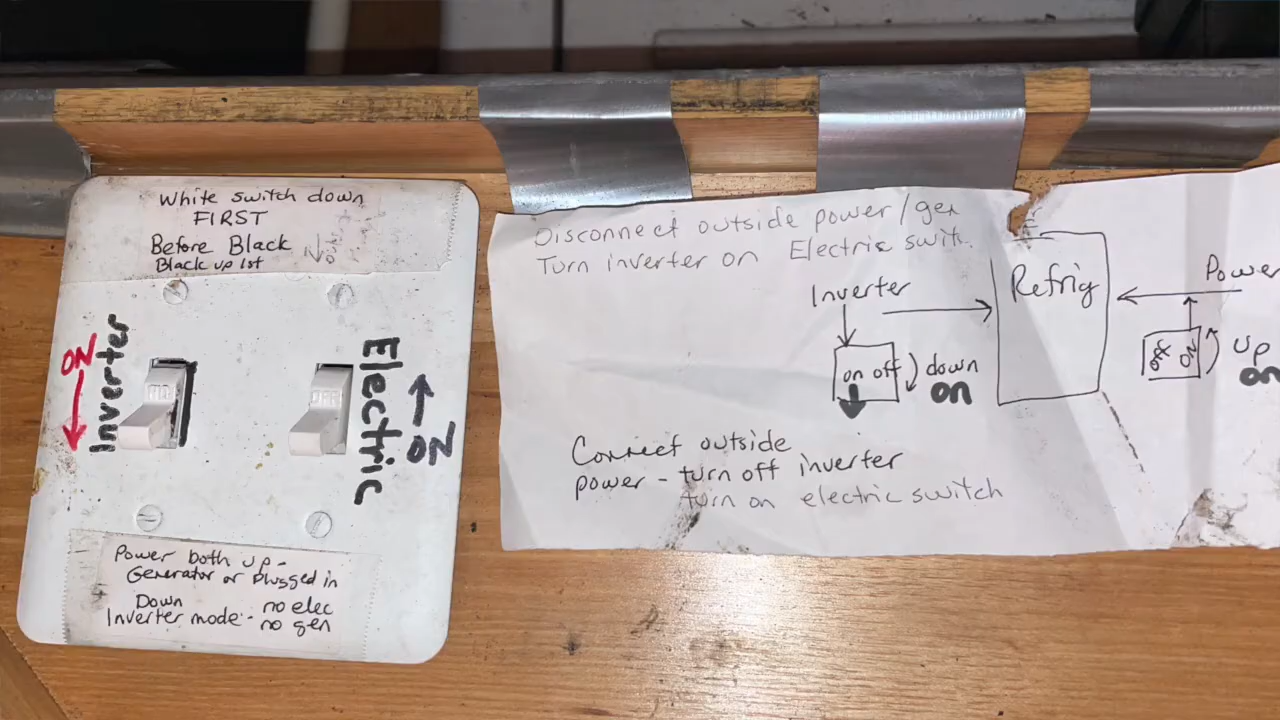 White switch down
FIRST
Before Black
Black up 1st
ON
Inverter
Electric
ON
OFF
Power both up -
Generator or plugged in
Down no elec
Inverter mode - no gen
Disconnect outside power/gen
Turn inverter on Electric switch
Inverter
Refrig
Power
on off
down
on
OFF ON
up
on
Connect outside
power - turn off inverter
turn on electric switch